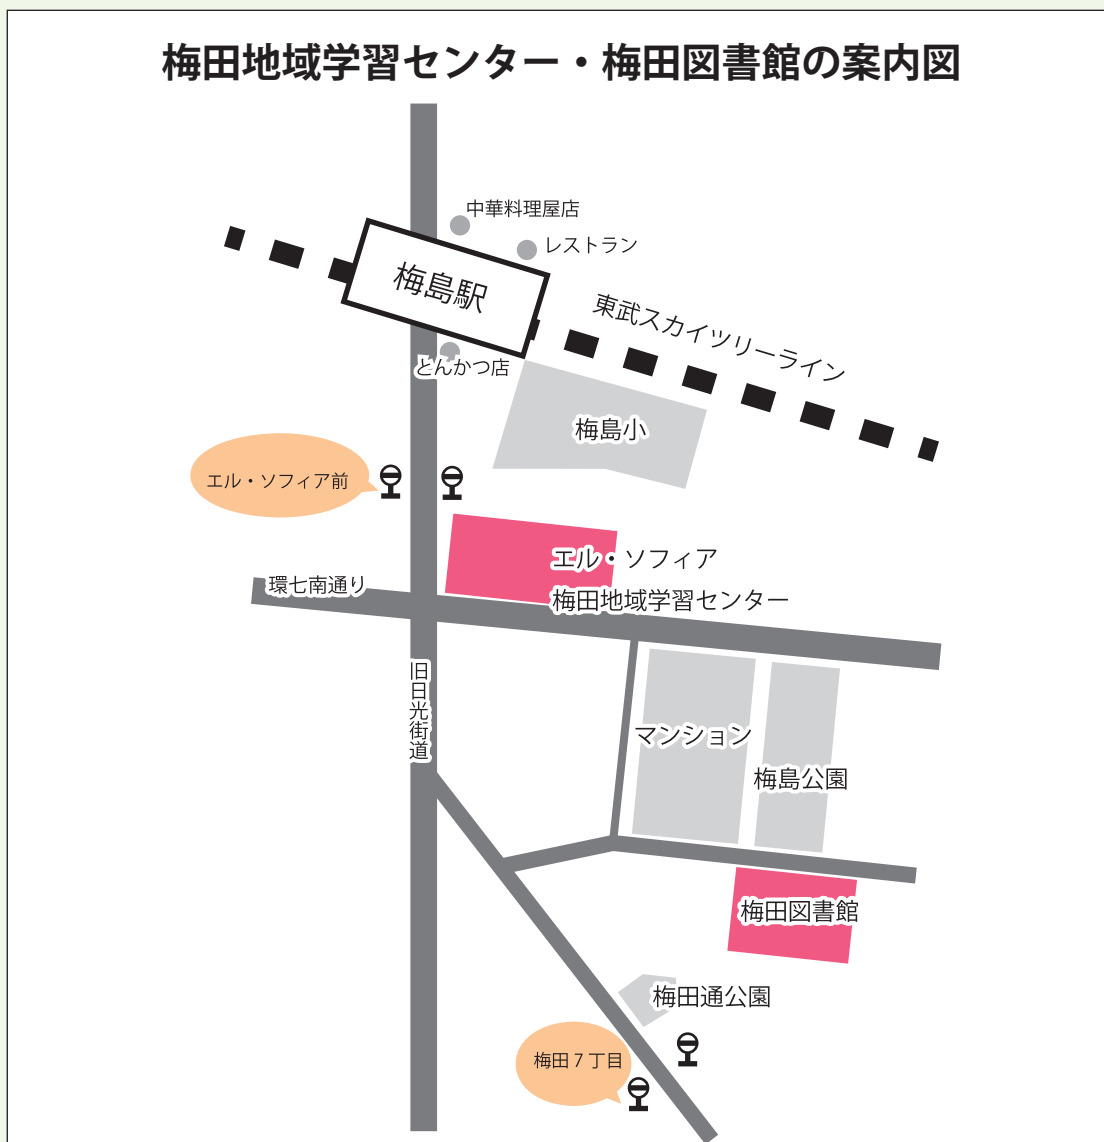 梅田地域学習センター・梅田図書館の案内図
中華料理屋店
レストラン
梅島駅
東武スカイツリーライン
とんかつ店
梅島小
エル・ソフィア前
エル・ソフィア
環七南通り
梅田地域学習センター
旧日光街道
マンション
梅島公園
梅田図書館
梅田通公園
梅田７丁目